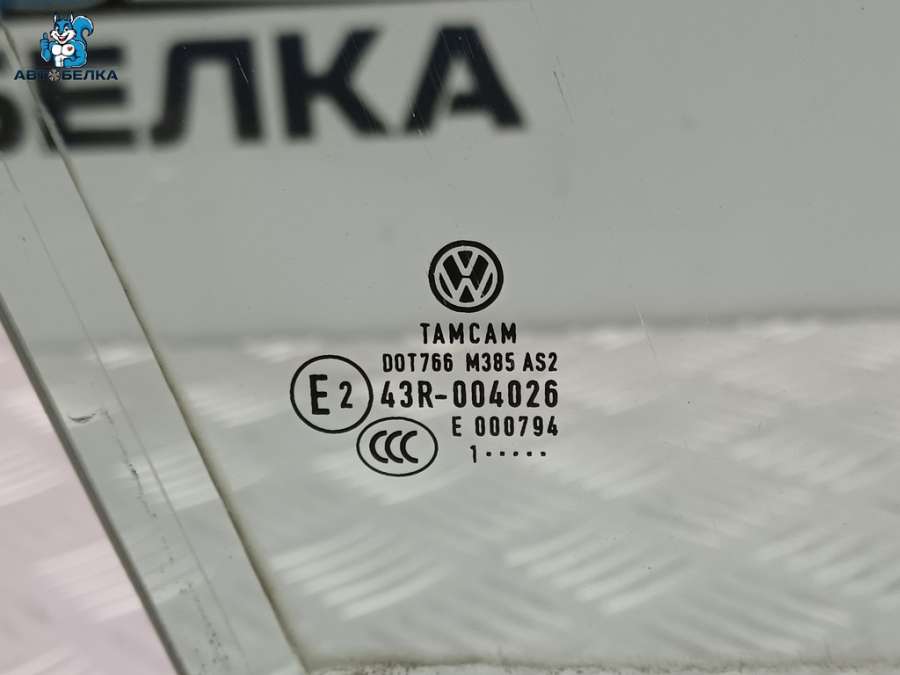 АВТОБЕЛКА
БЕЛКА
TAMCAM
DOT766 M385 AS2
E2 43R-004026
CCC E 000794
1·····